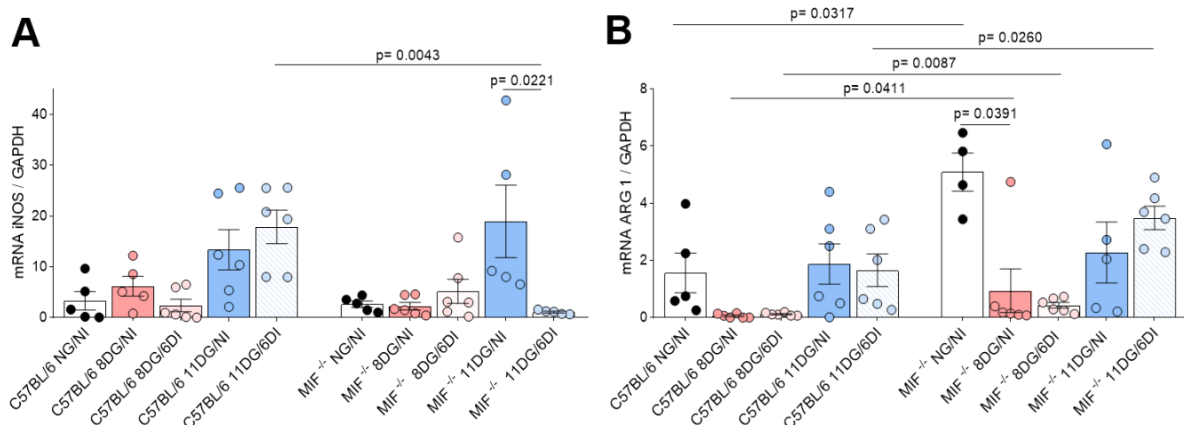 A
p= 0.0043
p= 0.0221
mRNA iNOS / GAPDH
40
30
20
10
0
C57BL/6 NG/NI
C57BL/6 8DG/NI
C57BL/6 8DG/6DI
C57BL/6 11DG/NI
C57BL/6 11DG/6DI
MIF -/- NG/NI
MIF -/- 8DG/NI
MIF -/- 8DG/6DI
MIF -/- 11DG/NI
MIF -/- 11DG/6DI
B
p= 0.0317
p= 0.0260
p= 0.0087
p= 0.0411
p= 0.0391
mRNA ARG 1 / GAPDH
8
6
4
2
0
C57BL/6 NG/NI
C57BL/6 8DG/NI
C57BL/6 8DG/6DI
C57BL/6 11DG/NI
C57BL/6 11DG/6DI
MIF -/- NG/NI
MIF -/- 8DG/NI
MIF -/- 8DG/6DI
MIF -/- 11DG/NI
MIF -/- 11DG/6DI